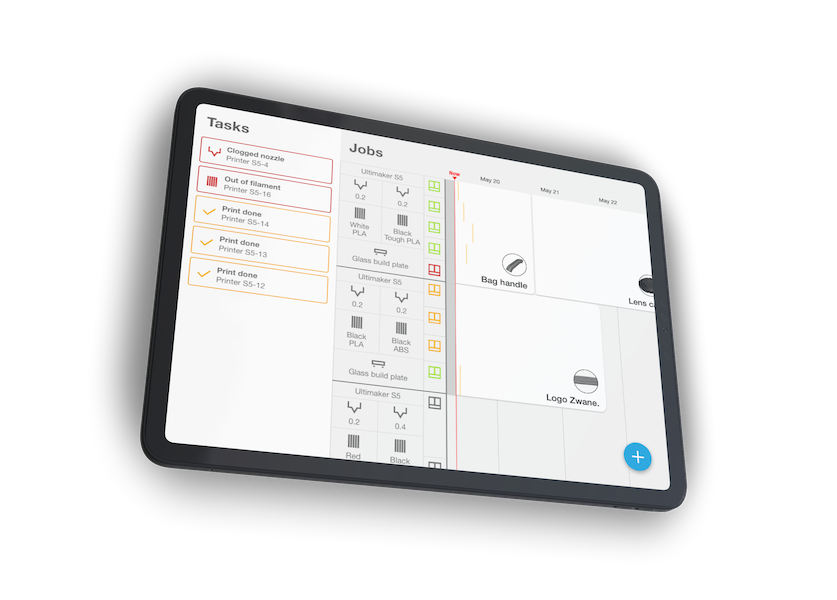 Tasks
Clogged nozzle
Printer S5-4
Out of filament
Printer S5-16
Print done
Printer S5-14
Print done
Printer S5-13
Print done
Printer S5-12
Jobs
Now
May 20
May 21
May 22
Ultimaker S5
0.2
0.2
White
PLA
Black
Tough PLA
Glass build plate
Bag handle
Lens
Ultimaker S5
0.2
0.2
Black
PLA
Black
ABS
Glass build plate
Logo Zwane.
Ultimaker S5
0.2
0.4
Red
Black